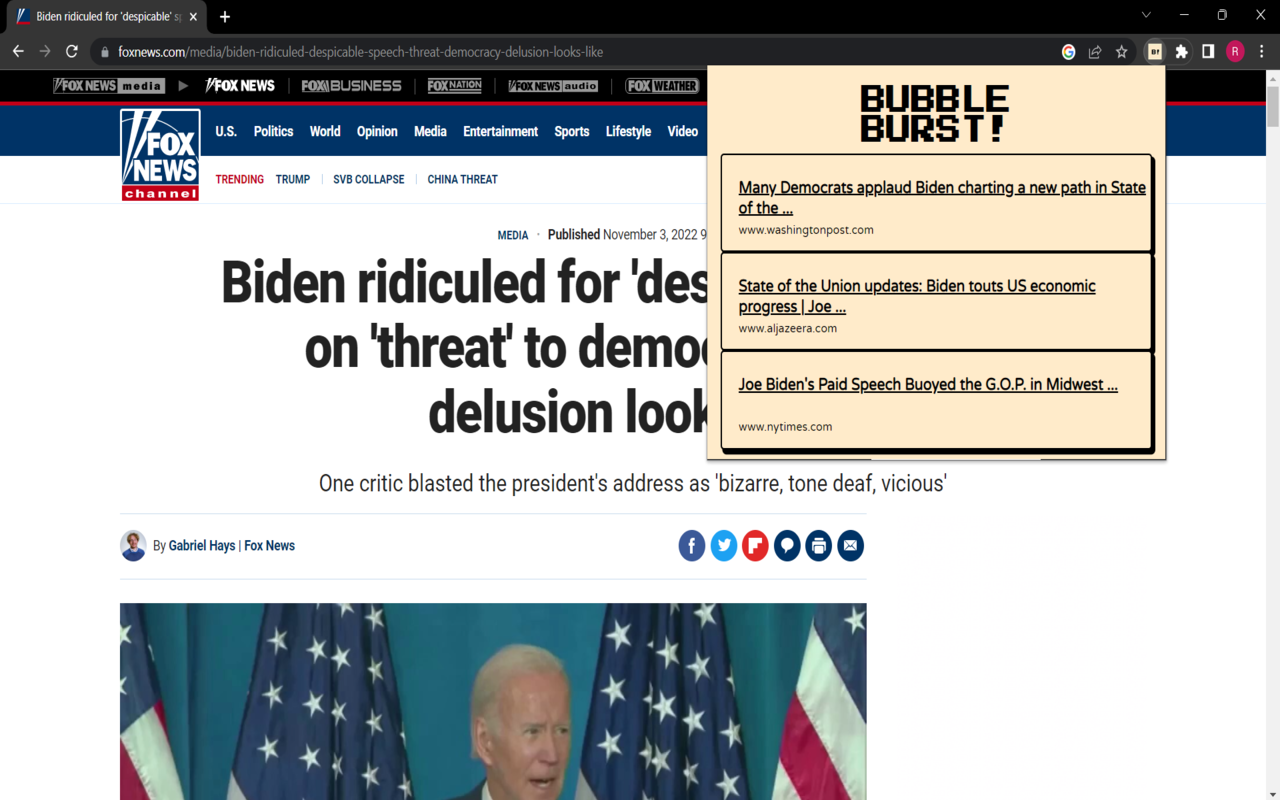 Biden ridiculed for 'despicable' s
foxnews.com/media/biden-ridiculed-despicable-speech-threat-democracy-delusion-looks-like
B!
R
FOX NEWS media
FOX NEWS
FOX BUSINESS
FOX NATION
FOX NEWS audio
FOX WEATHER
FOX
NEWS
channel
U.S. Politics World Opinion Media Entertainment Sports Lifestyle Video
TRENDING TRUMP SVB COLLAPSE CHINA THREAT
MEDIA · Published November 3, 2022 9
Biden ridiculed for 'des
on 'threat' to democ
delusion look
One critic blasted the president's address as 'bizarre, tone deaf, vicious'
By Gabriel Hays | Fox News
BUBBLE
BURST!
Many Democrats applaud Biden charting a new path in State
of the ...
www.washingtonpost.com
State of the Union updates: Biden touts US economic
progress | Joe ...
www.aljazeera.com
Joe Biden's Paid Speech Buoyed the G.O.P. in Midwest ...
www.nytimes.com